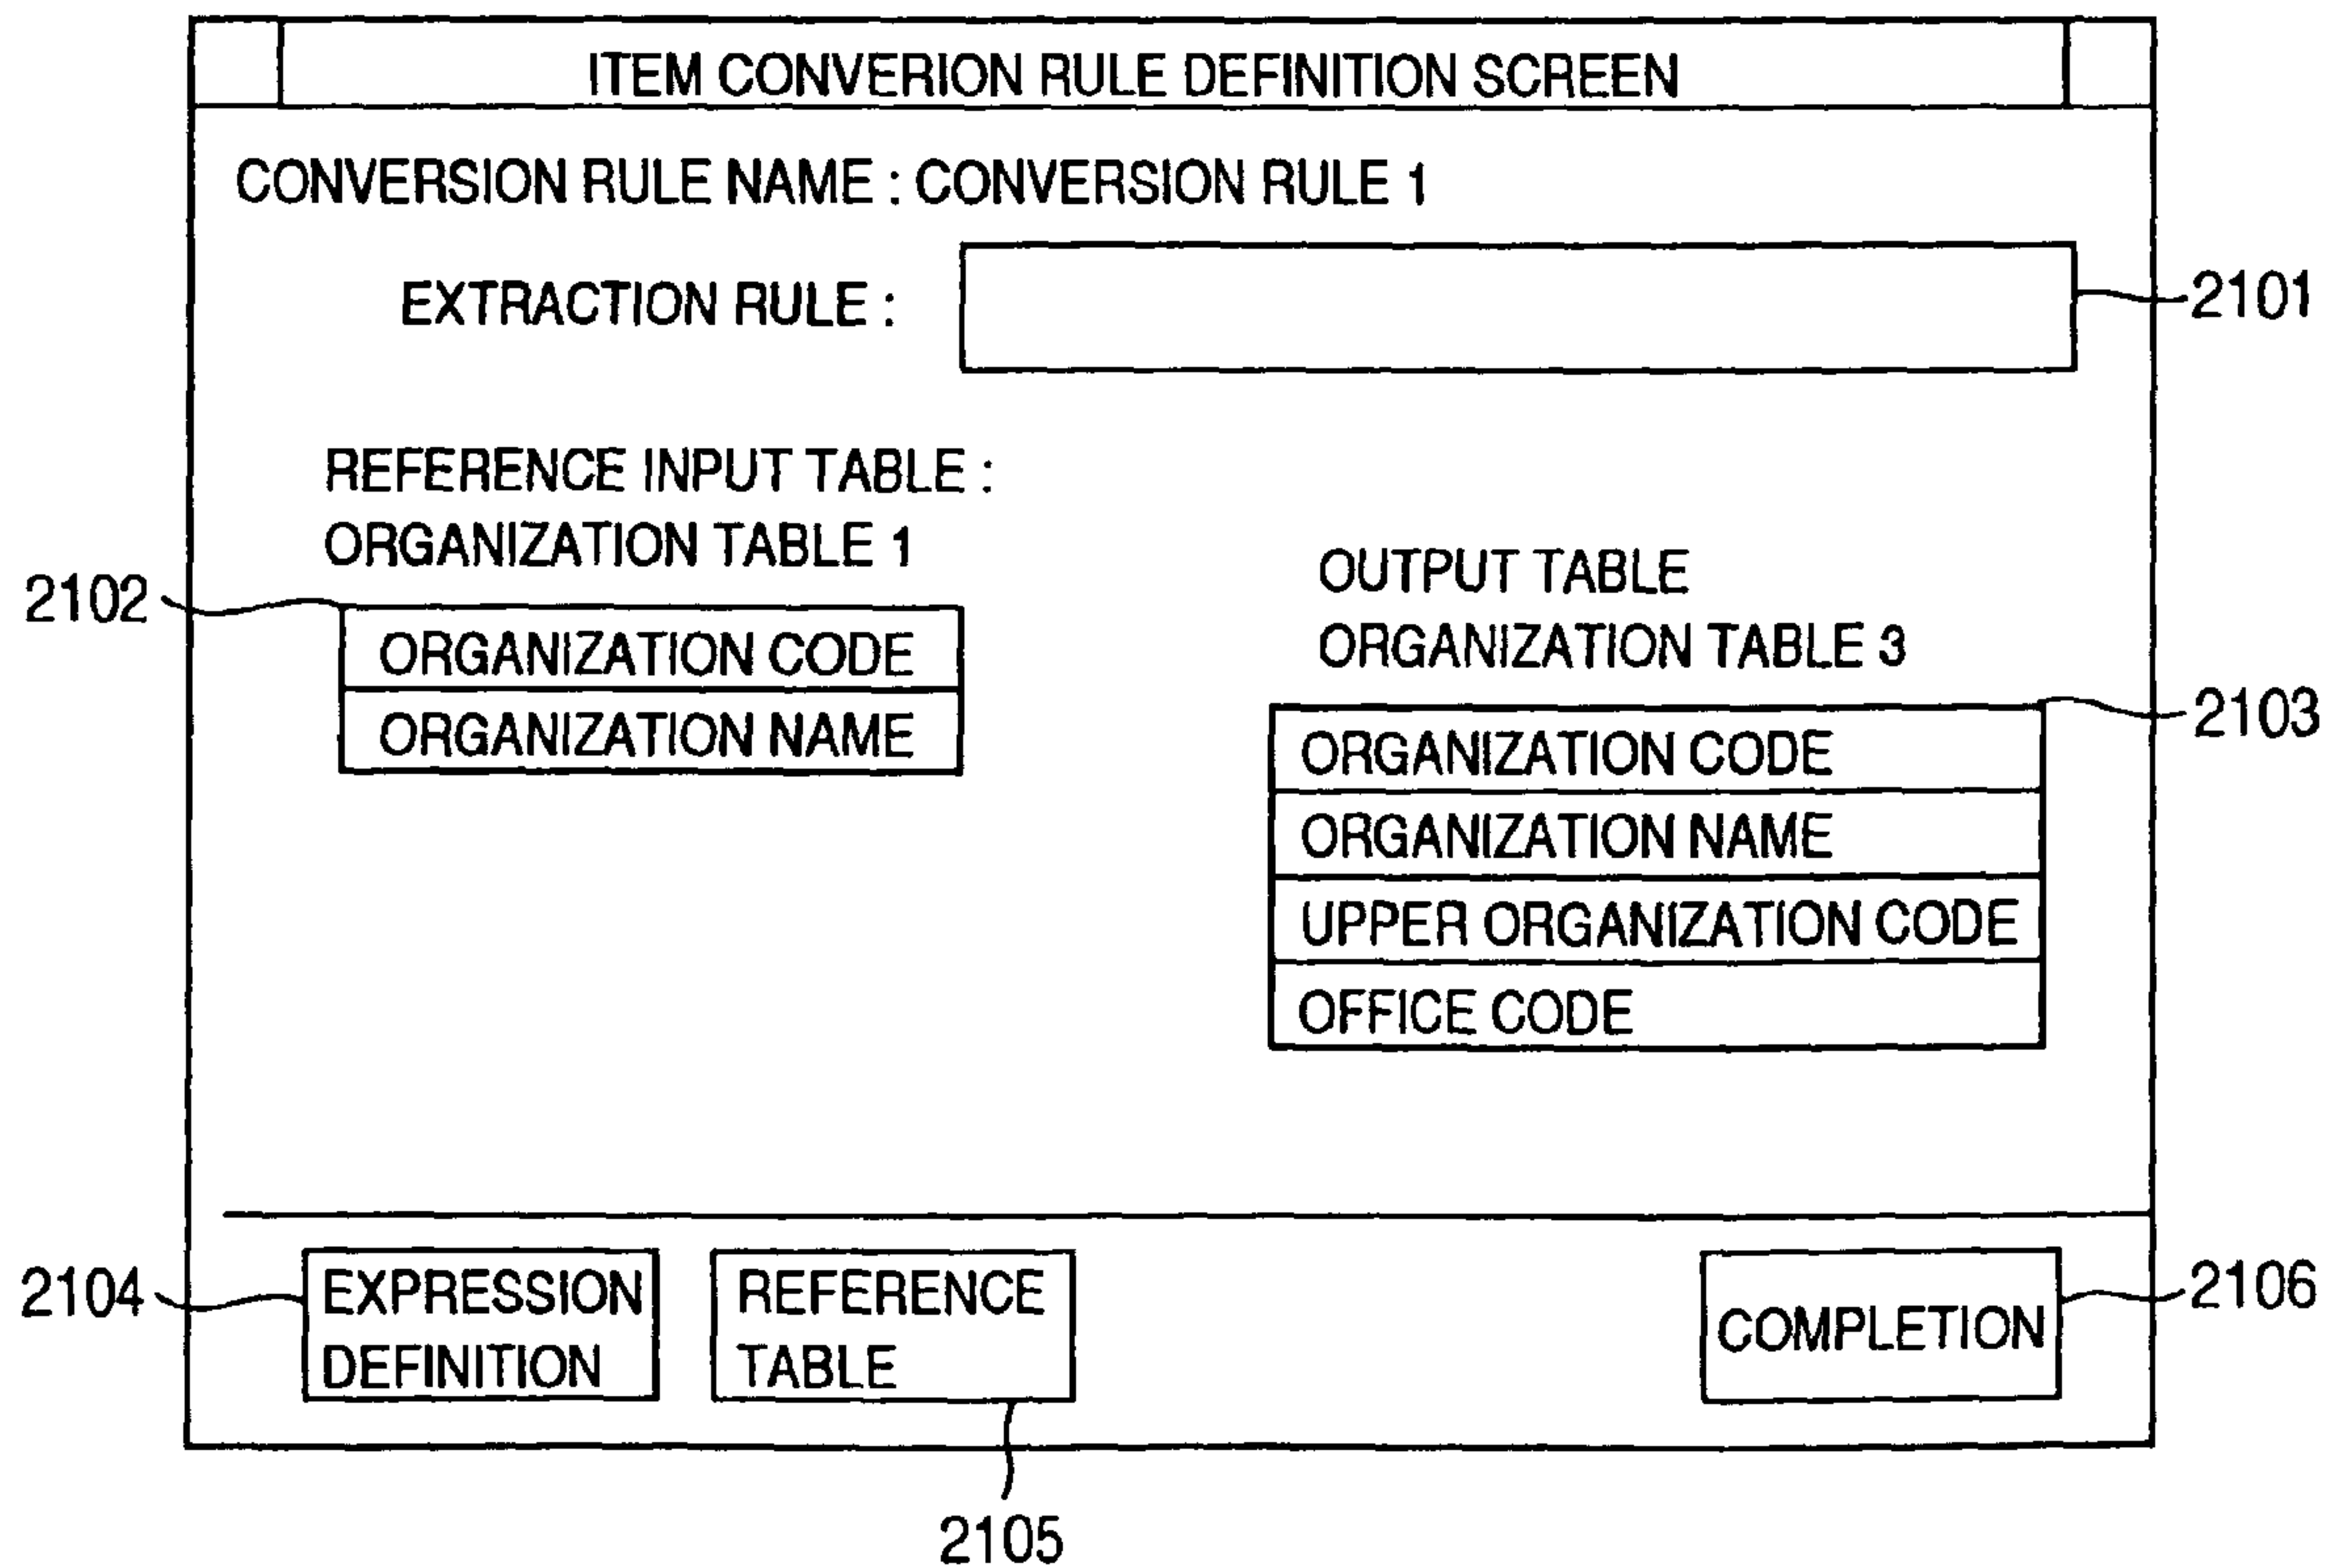 ITEM CONVERION RULE DEFINITION SCREEN
CONVERSION RULE NAME : CONVERSION RULE 1
EXTRACTION RULE :
2101
REFERENCE INPUT TABLE :
ORGANIZATION TABLE 1
2102
ORGANIZATION CODE
ORGANIZATION NAME
OUTPUT TABLE
ORGANIZATION TABLE 3
2103
ORGANIZATION CODE
ORGANIZATION NAME
UPPER ORGANIZATION CODE
OFFICE CODE
2104
EXPRESSION
DEFINITION
REFERENCE
TABLE
2105
COMPLETION
2106